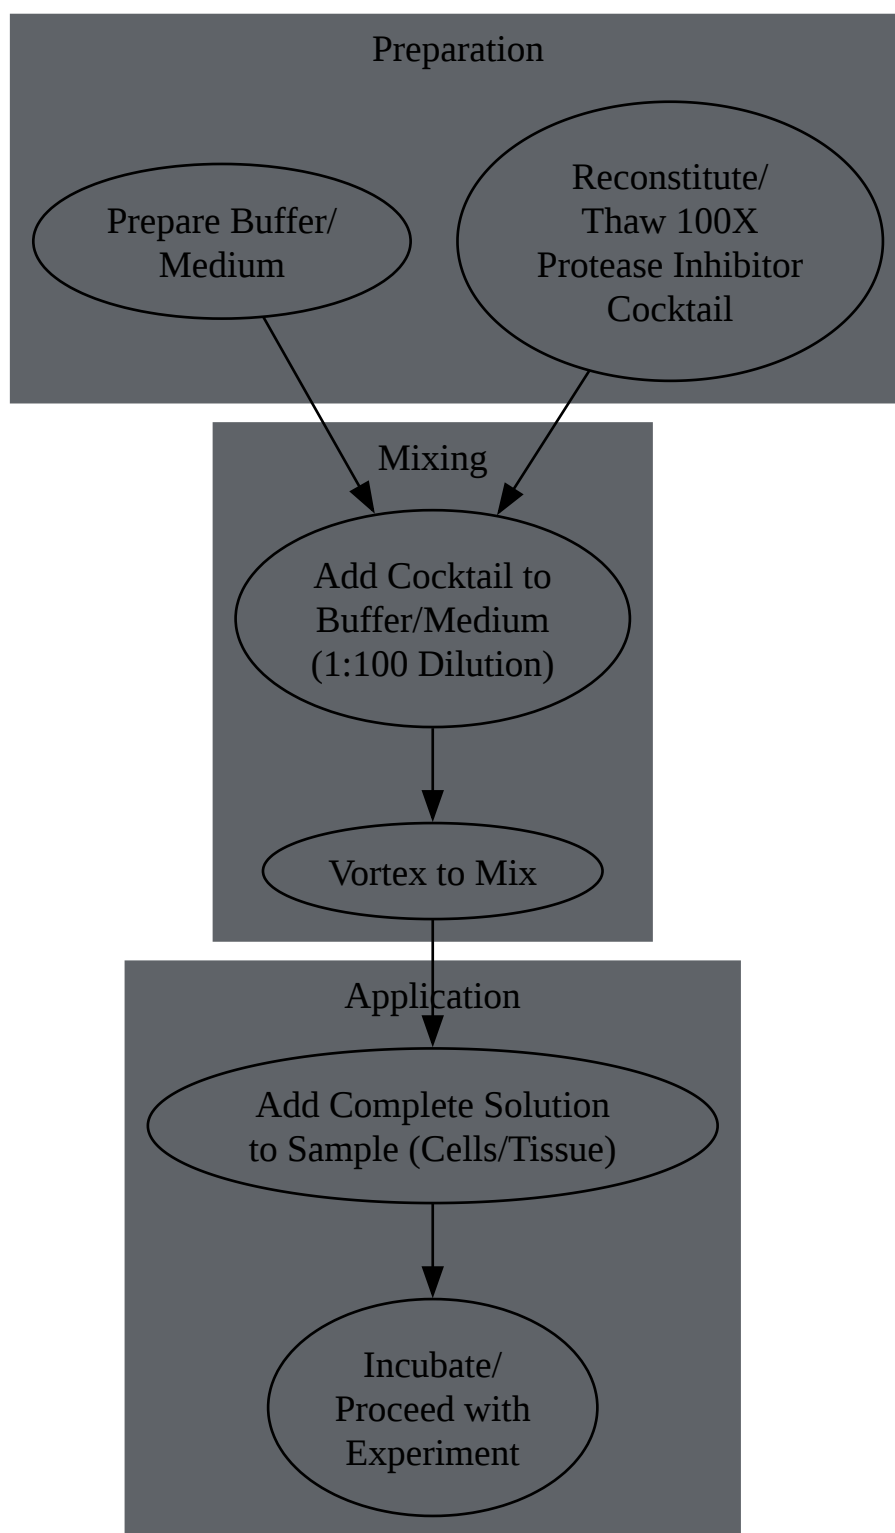 Preparation
Prepare Buffer/
Medium
Reconstitute/
Thaw 100X
Protease Inhibitor
Cocktail
Mixing
Add Cocktail to
Buffer/Medium
(1:100 Dilution)
Vortex to Mix
Application
Add Complete Solution
to Sample (Cells/Tissue)
Incubate/
Proceed with
Experiment